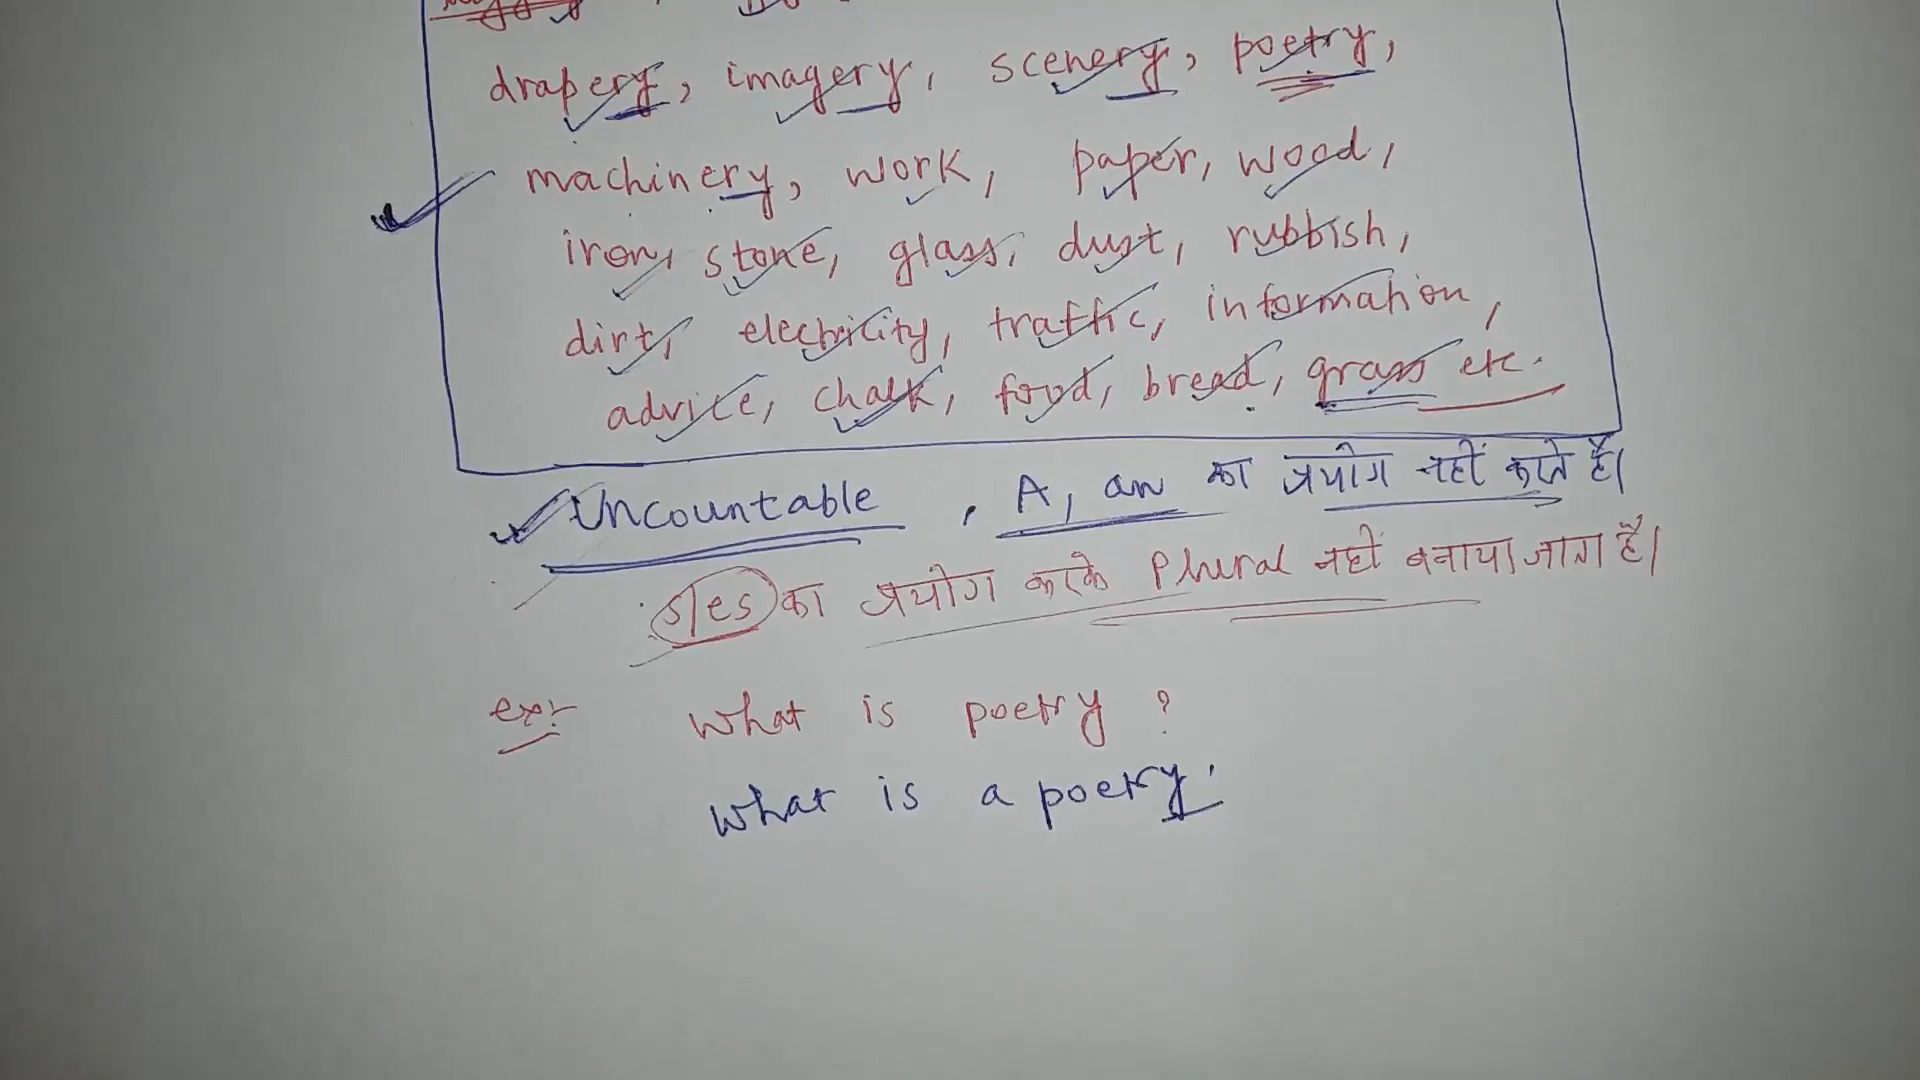 drapery, imagery, scenery, poetry,
machinery, work, paper, wood,
iron, stone, glass, dust, rubbish,
dirt, electricity, traffic, information,
advice, chalk, food, bread, grass etc.
Uncountable , A, an का प्रयोग नहीं करते हैं।
s/es का प्रयोग करके Plural नहीं बनाया जाता है।
ex:- What is poetry ?
What is a poetry.